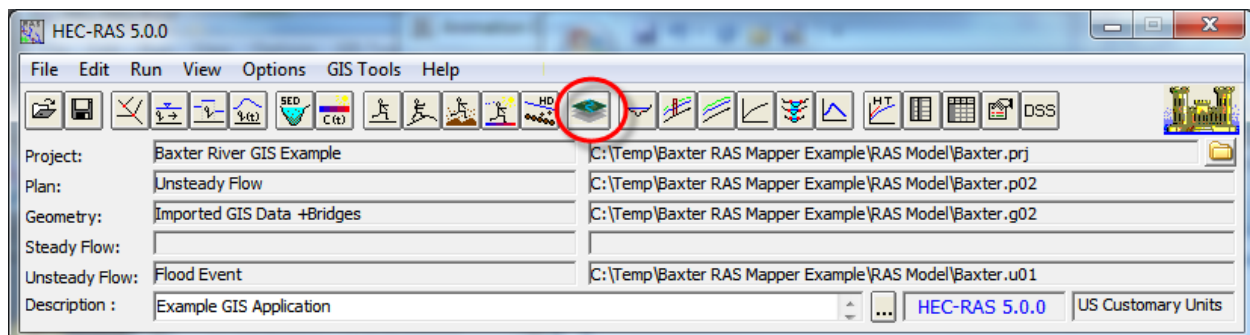 HEC-RAS 5.0.0
File Edit Run View Options GIS Tools Help
SED C(t) HD HT DSS
Project: Baxter River GIS Example C:\Temp\Baxter RAS Mapper Example\RAS Model\Baxter.prj
Plan: Unsteady Flow C:\Temp\Baxter RAS Mapper Example\RAS Model\Baxter.p02
Geometry: Imported GIS Data +Bridges C:\Temp\Baxter RAS Mapper Example\RAS Model\Baxter.g02
Steady Flow:
Unsteady Flow: Flood Event C:\Temp\Baxter RAS Mapper Example\RAS Model\Baxter.u01
Description : Example GIS Application ... HEC-RAS 5.0.0 US Customary Units